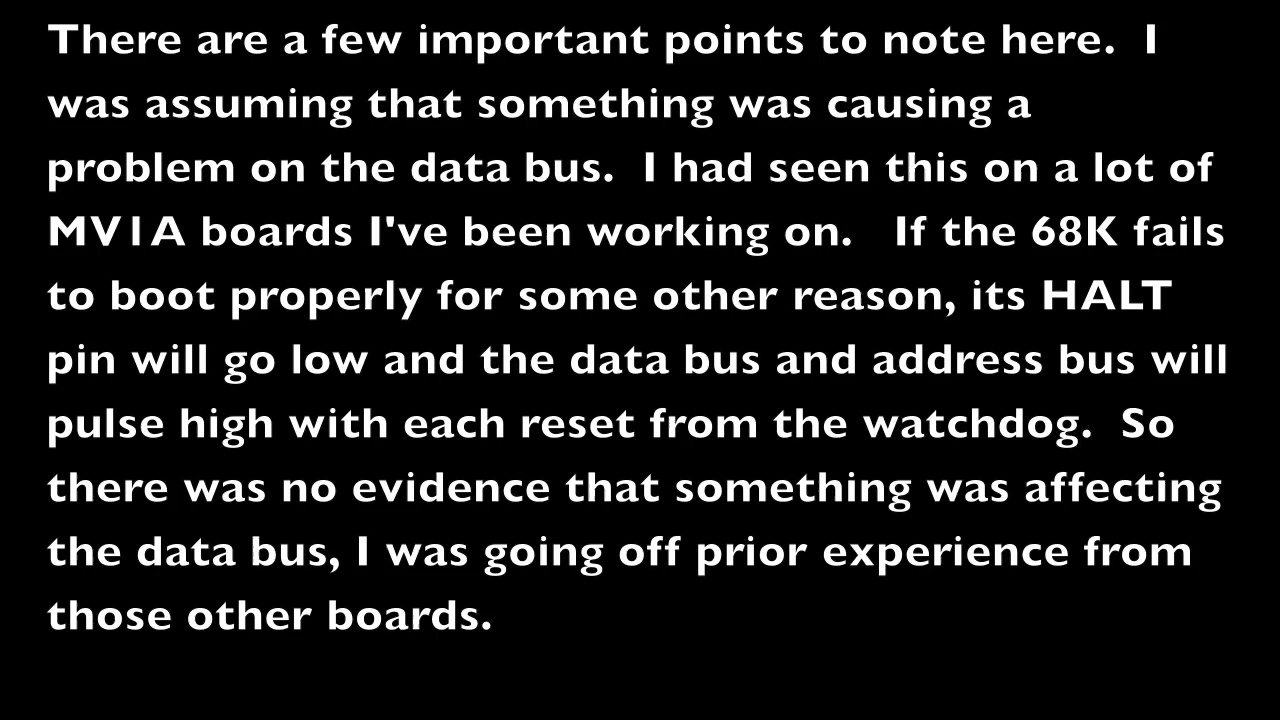 There are a few important points to note here.  I
was assuming that something was causing a
problem on the data bus.  I had seen this on a lot of
MV1A boards I've been working on.   If the 68K fails
to boot properly for some other reason, its HALT
pin will go low and the data bus and address bus will
pulse high with each reset from the watchdog.  So
there was no evidence that something was affecting
the data bus, I was going off prior experience from
those other boards.